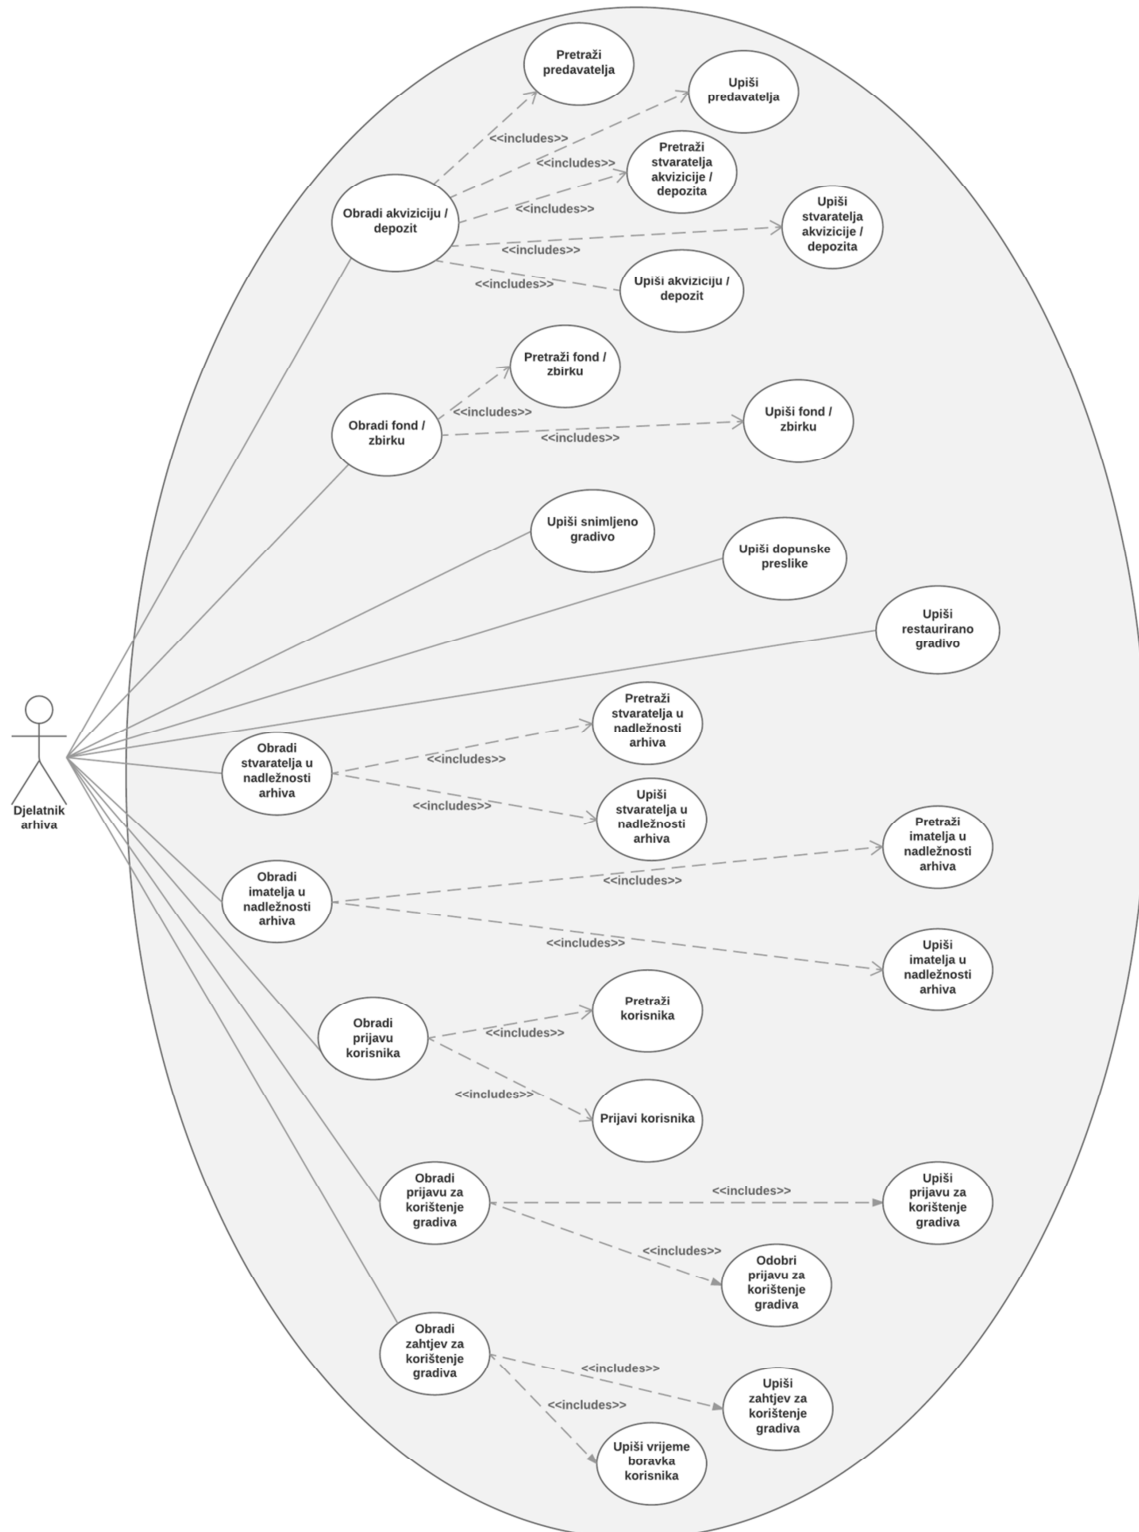 Pretraži
predavatelja
Upiši
predavatelja
<<includes>>
Pretraži
stvaratelja
akvizicije /
depozita
<<includes>>
Obradi akviziciju /
depozit
<<includes>>
Upiši
stvaratelja
akvizicije /
depozita
<<includes>>
<<includes>>
Upiši akviziciju /
depozit
Pretraži fond /
zbirku
Obradi fond /
zbirku
<<includes>>
<<includes>>
Upiši fond /
zbirku
Upiši snimljeno
gradivo
Upiši dopunske
preslike
Upiši
restaurirano
gradivo
Pretraži
stvaratelja u
nadležnosti
arhiva
Obradi
stvaratelja u
nadležnosti
arhiva
<<includes>>
<<includes>>
Upiši
stvaratelja u
nadležnosti
arhiva
Djelatnik
arhiva
Pretraži
imatelja u
nadležnosti
arhiva
Obradi
imatelja u
nadležnosti
arhiva
<<includes>>
<<includes>>
Upiši
imatelja u
nadležnosti
arhiva
Pretraži
korisnika
Obradi
prijavu
korisnika
<<includes>>
<<includes>>
Prijavi korisnika
Obradi
prijavu za
korištenje
gradiva
<<includes>>
Upiši
prijavu za
korištenje
gradiva
<<includes>>
Odobri
prijavu za
korištenje
gradiva
Obradi
zahtjev za
korištenje
gradiva
<<includes>>
<<includes>>
Upiši
zahtjev za
korištenje
gradiva
Upiši vrijeme
boravka
korisnika